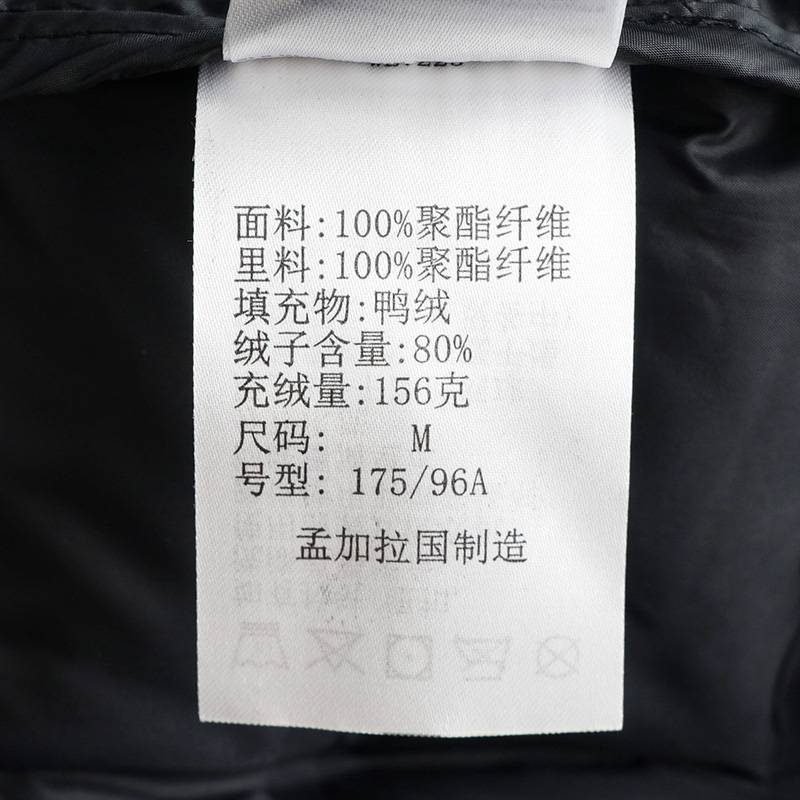 面料:100%聚酯纤维
里料:100%聚酯纤维
填充物:鸭绒
绒子含量:80%
充绒量:156克
尺码: M
号型: 175/96A
孟加拉国制造